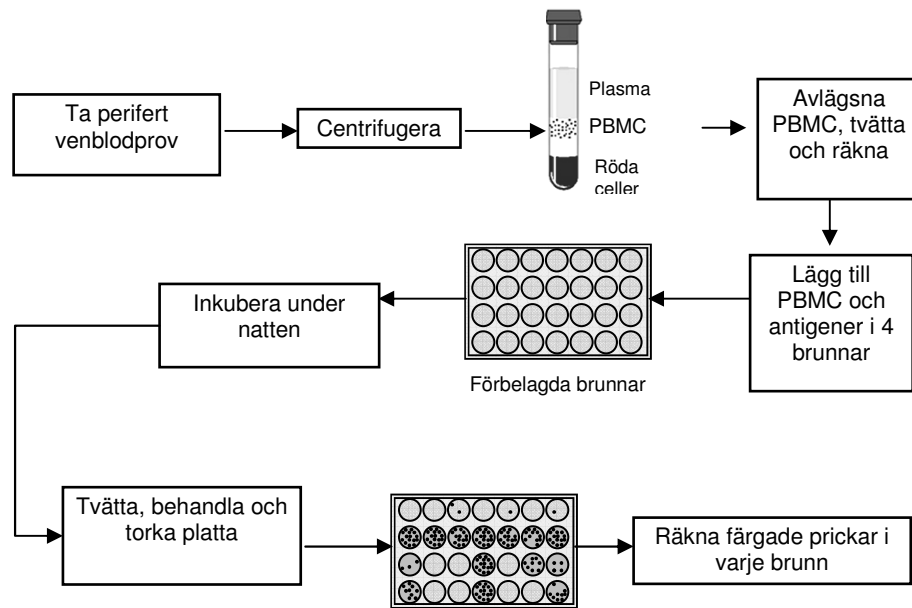 Ta perifert
venblodprov
Centrifugera
Plasma
PBMC
Röda
celler
Avlägsna
PBMC, tvätta
och räkna
Lägg till
PBMC och
antigener i 4
brunnar
Förbelagda brunnar
Inkubera under
natten
Tvätta, behandla och
torka platta
Räkna färgade prickar i
varje brunn